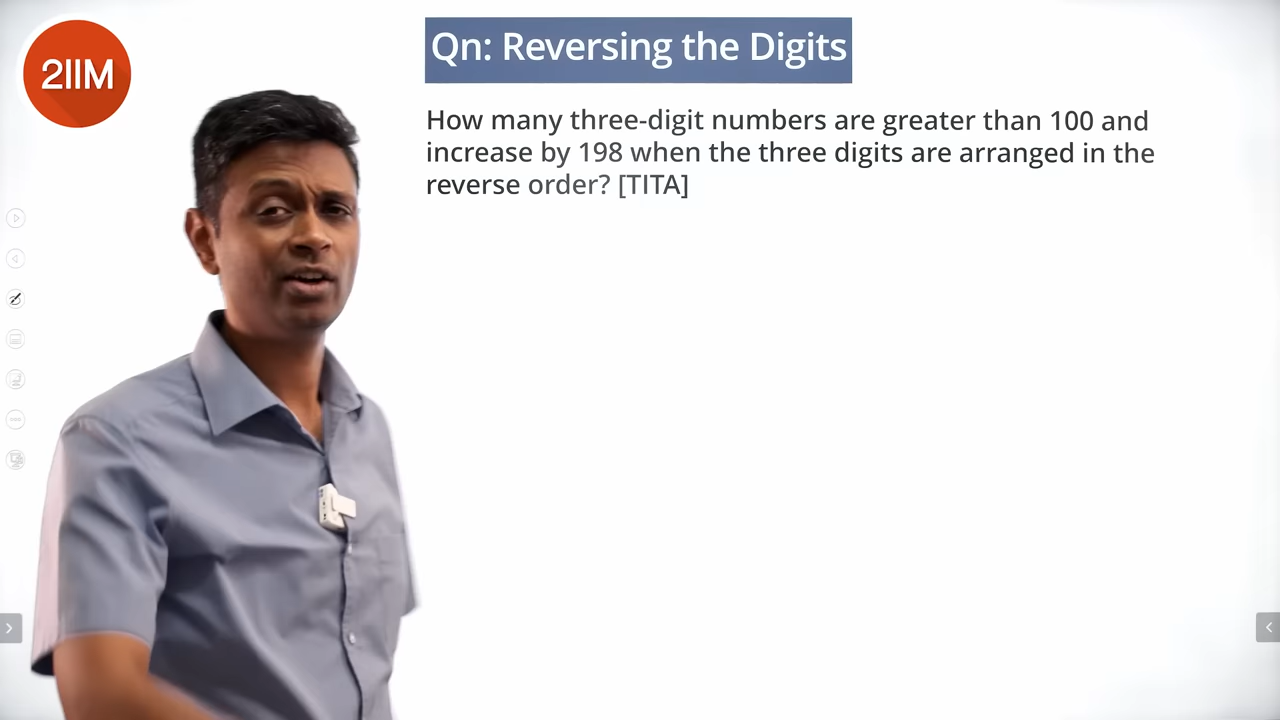 2IIM
Qn: Reversing the Digits
How many three-digit numbers are greater than 100 and
increase by 198 when the three digits are arranged in the
reverse order? [TITA]